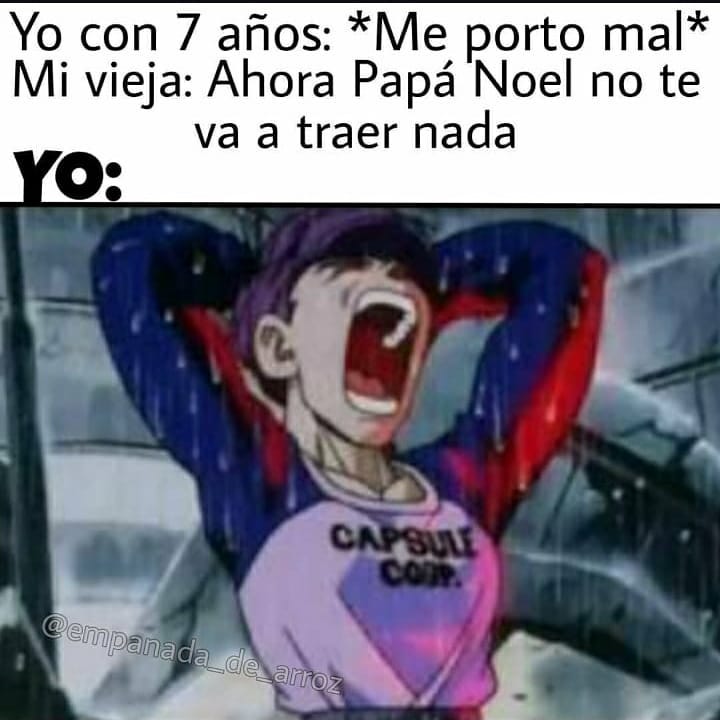 Yo con 7 años: *Me porto mal*
Mi vieja: Ahora Papá Noel no te
va a traer nada
YO:
CAPSULE
CORP.
@empanada_de_arroz